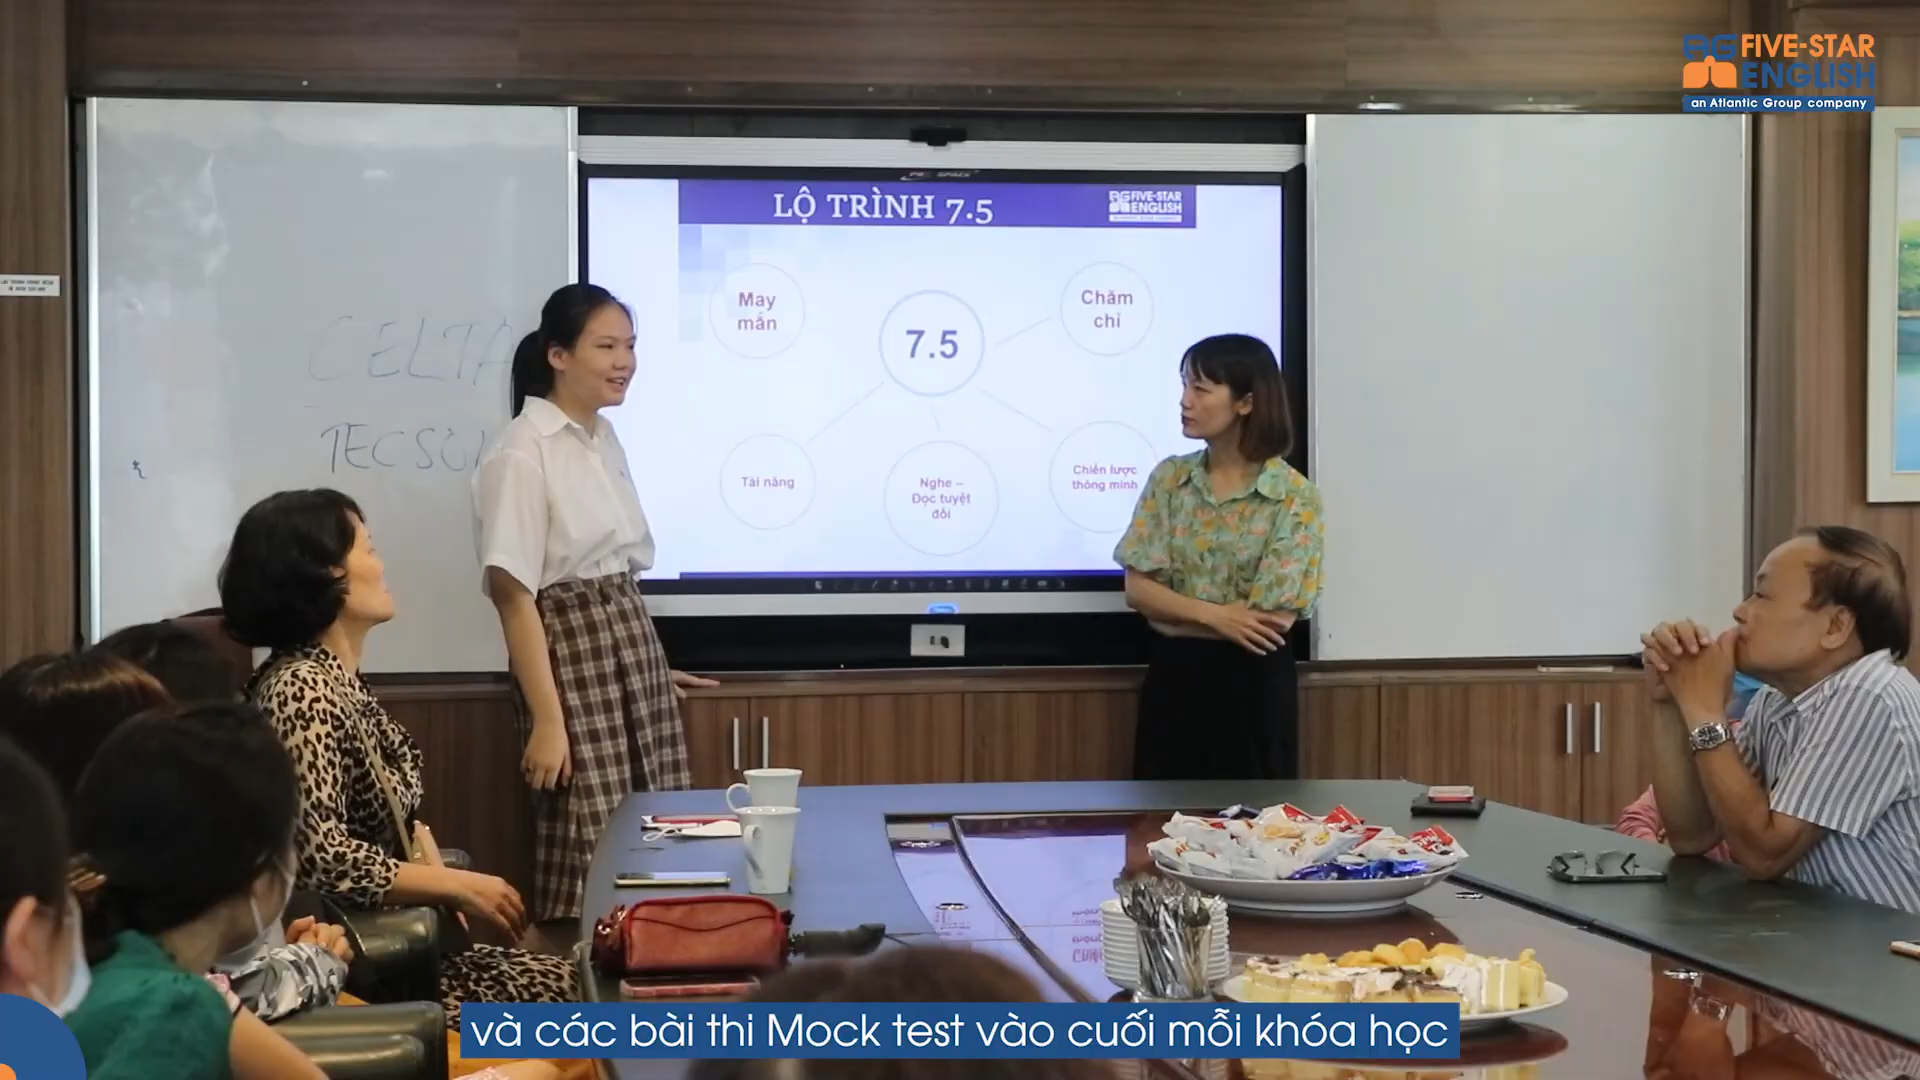 AG FIVE-STAR
ENGLISH
an Atlantic Group company
LỘ TRÌNH 7.5
AG FIVE-STAR
ENGLISH
May
mắn
7.5
Chăm
chỉ
Tài năng
Nghe –
Đọc tuyệt
đối
Chiến lược
thông minh
CELTA
TECSOL
và các bài thi Mock test vào cuối mỗi khóa học